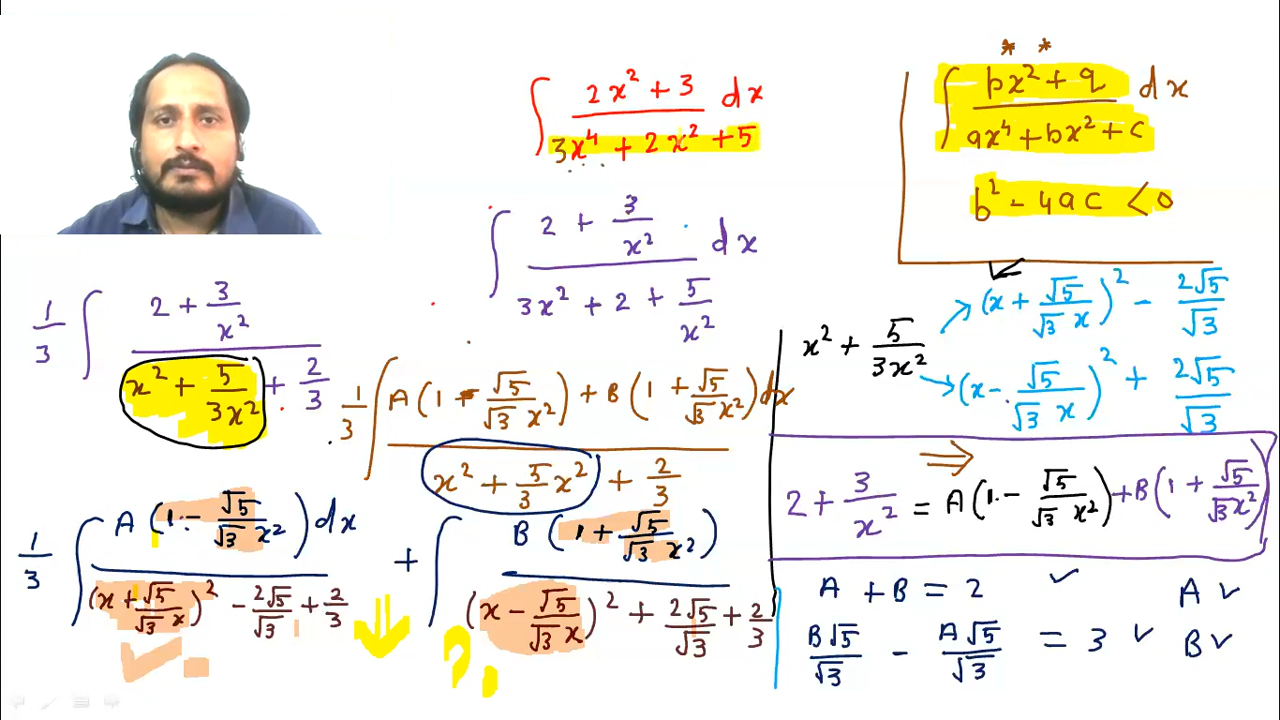 * *
∫ (2x² + 3)/(3x⁴ + 2x² + 5) dx
∫ (bx² + q)/(ax⁴ + bx² + c) dx
b² - 4ac < 0
∫ (2 + 3/x²)/(3x² + 2 + 5/x²) dx
1/3 ∫ (2 + 3/x²)/(x² + 5/3x² + 2/3)
x² + 5/3x²
→ (x + √5/√3 x)² - 2√5/√3
→ (x - √5/√3 x)² + 2√5/√3
1/3 ∫ (A(1 - √5/√3 x²) + B(1 + √5/√3 x²))/(x² + 5/3 x² + 2/3) dx
⇒
2 + 3/x² = A(1 - √5/√3 x²) + B(1 + √5/√3 x²)
1/3 ∫ A(1 - √5/√3 x²) dx/((x + √5/√3 x)² - 2√5/√3 + 2/3) + ∫ B(1 + √5/√3 x²)/((x - √5/√3 x)² + 2√5/√3 + 2/3)
A + B = 2 ✓ A ✓
B√5/√3 - A√5/√3 = 3 ✓ B ✓
?